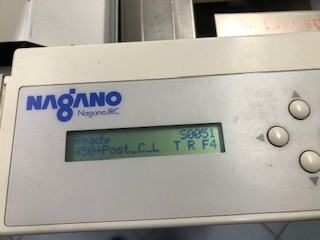 NAGANO
NaganoJRC
Ready S0051
450+Post_C_L T R F4